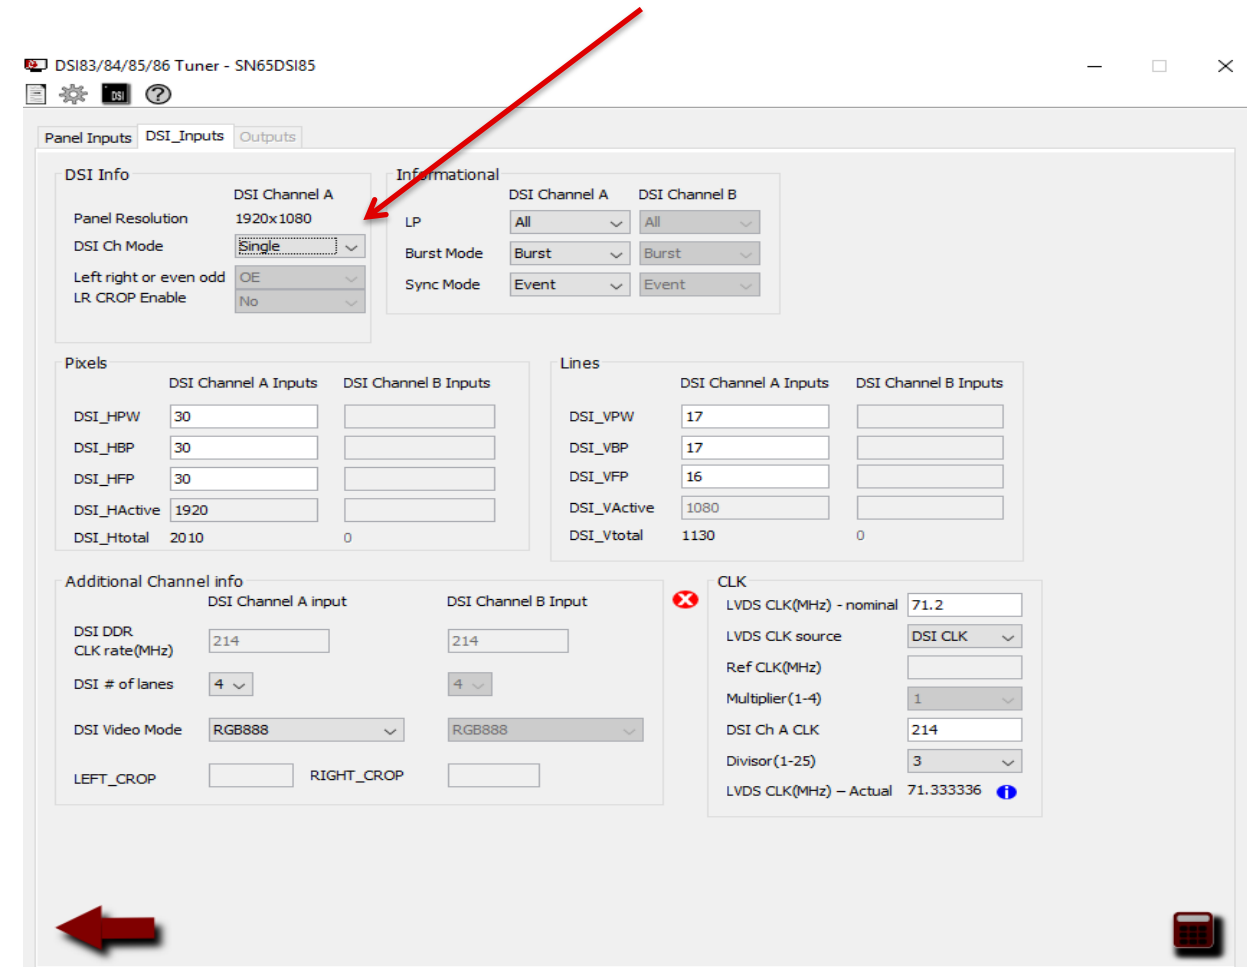 DSI83/84/85/86 Tuner - SN65DSI85
DSI
Panel Inputs DSI_Inputs Outputs
DSI Info
DSI Channel A
Panel Resolution 1920x1080
DSI Ch Mode Single
Left right or even odd OE
LR CROP Enable No
Informational
DSI Channel A DSI Channel B
LP All All
Burst Mode Burst Burst
Sync Mode Event Event
Pixels
DSI Channel A Inputs DSI Channel B Inputs
DSI_HPW 30
DSI_HBP 30
DSI_HFP 30
DSI_HActive 1920
DSI_Htotal 2010 0
Lines
DSI Channel A Inputs DSI Channel B Inputs
DSI_VPW 17
DSI_VBP 17
DSI_VFP 16
DSI_VActive 1080
DSI_Vtotal 1130 0
Additional Channel info
DSI Channel A input DSI Channel B Input
DSI DDR
CLK rate(MHz) 214 214
DSI # of lanes 4 4
DSI Video Mode RGB888 RGB888
LEFT_CROP RIGHT_CROP
CLK
LVDS CLK(MHz) - nominal 71.2
LVDS CLK source DSI CLK
Ref CLK(MHz)
Multiplier(1-4) 1
DSI Ch A CLK 214
Divisor(1-25) 3
LVDS CLK(MHz) – Actual 71.333336